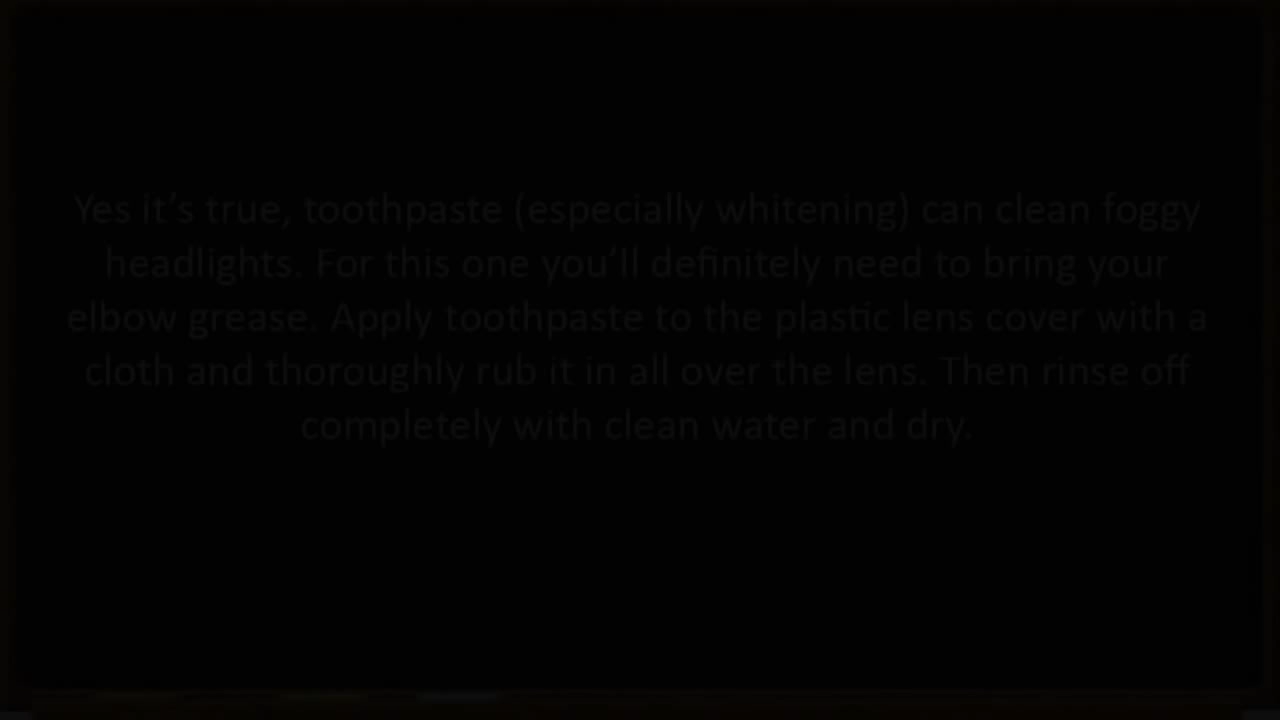 Yes it’s true, toothpaste (especially whitening) can clean foggy
headlights. For this one you’ll definitely need to bring your
elbow grease. Apply toothpaste to the plastic lens cover with a
cloth and thoroughly rub it in all over the lens. Then rinse off
completely with clean water and dry.